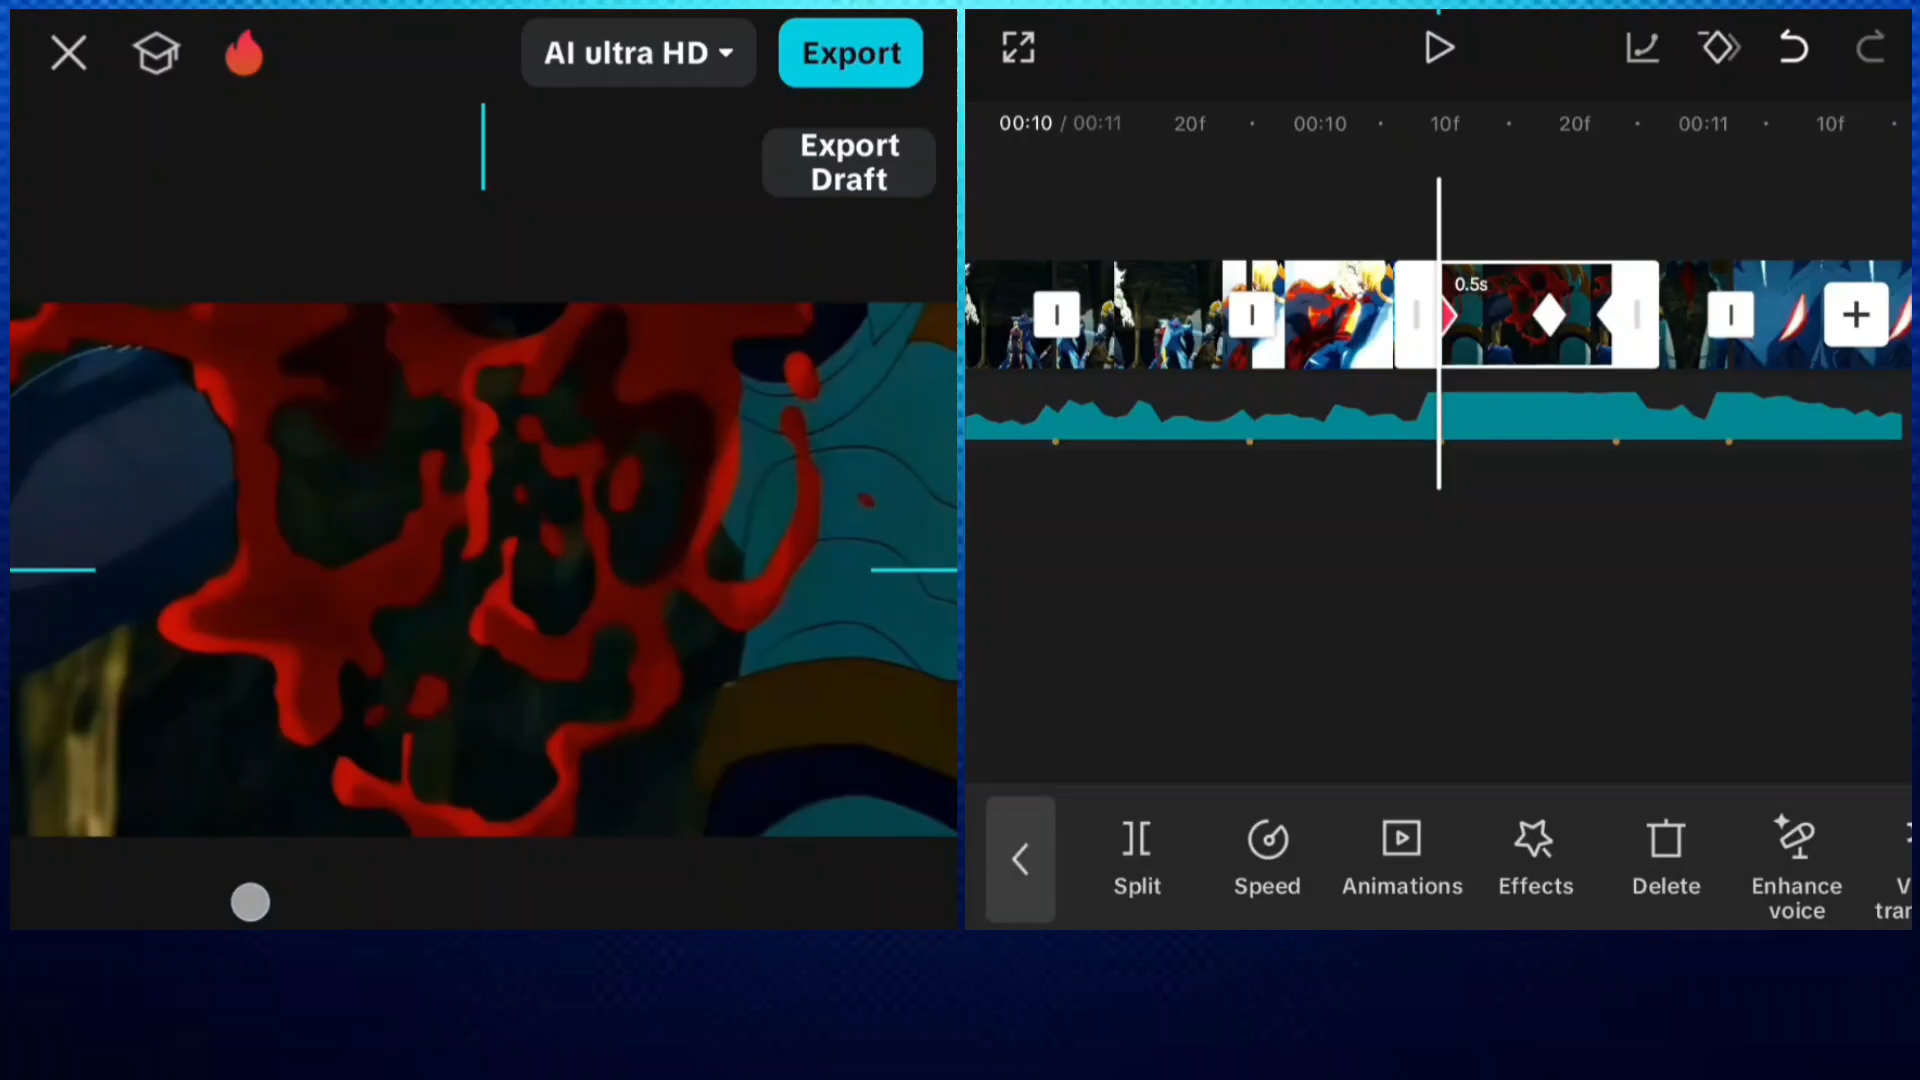 AI ultra HD
Export
Export
Draft
00:10 / 00:11
20f
00:10
10f
20f
00:11
10f
0.5s
Split
Speed
Animations
Effects
Delete
Enhance
voice
V
tran